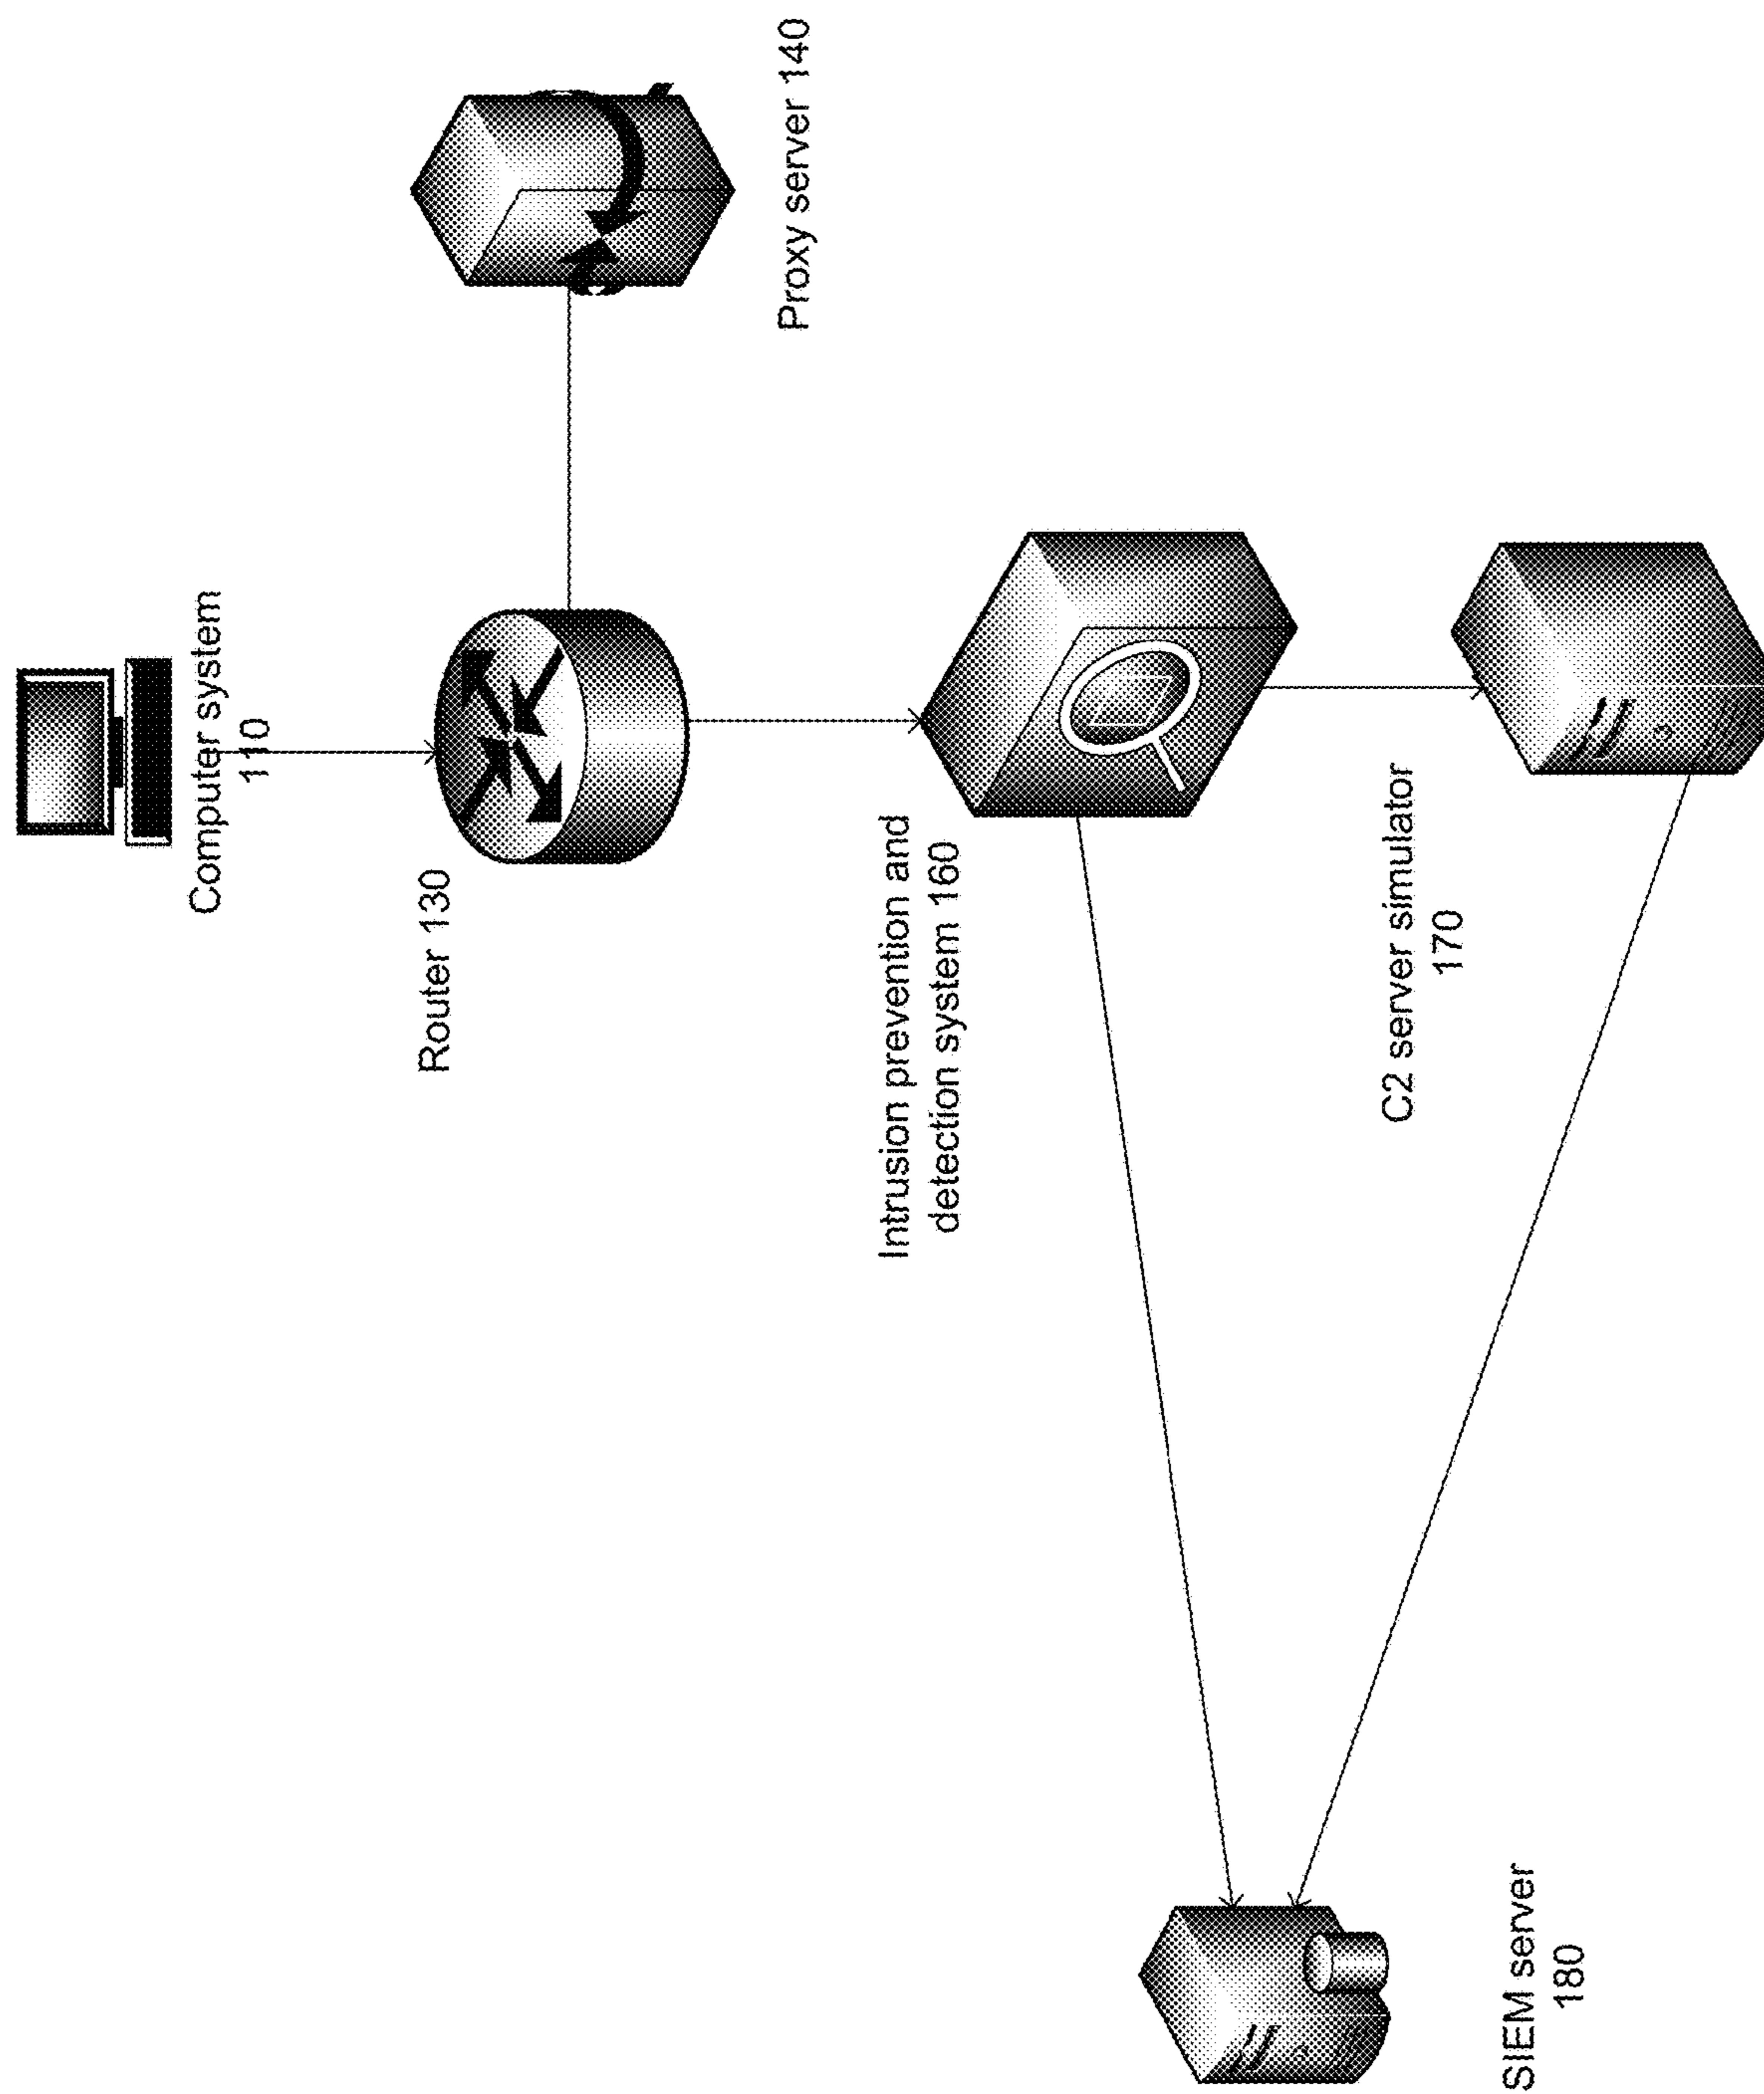 Computer system
110
Proxy server 140
Router 130
Intrusion prevention and
detection system 160
C2 server simulator
170
SIEM server
180